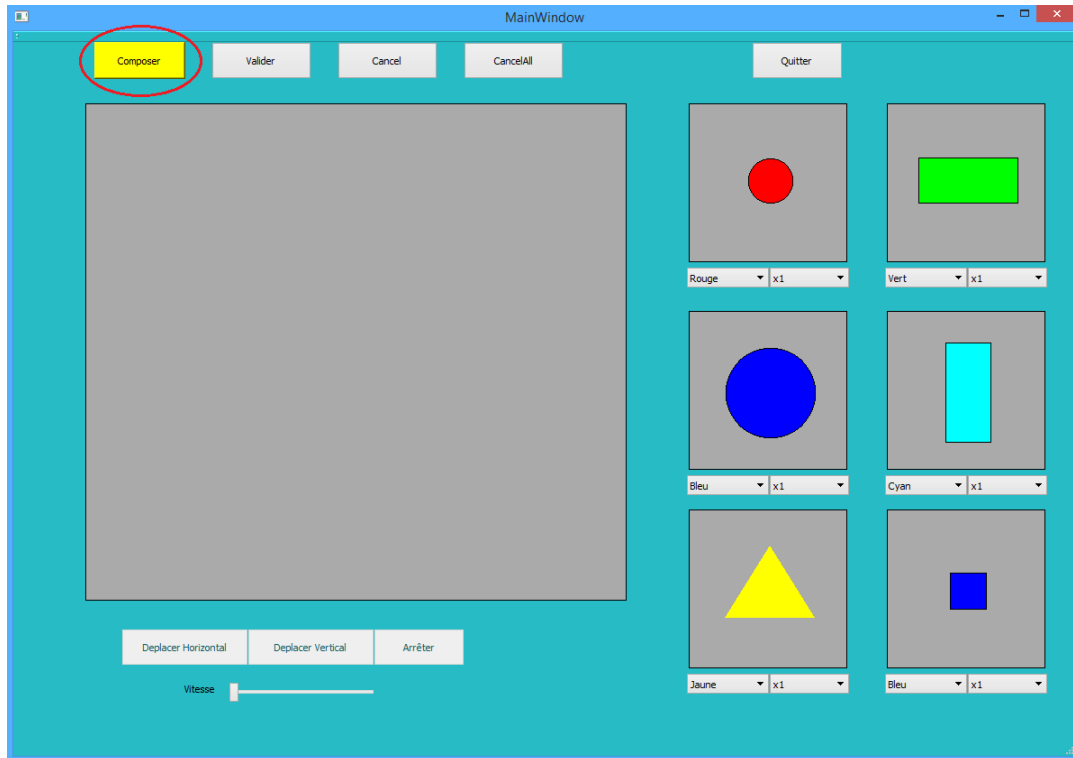 MainWindow
Composer Valider Cancel CancelAll Quitter
Rouge x1 Vert x1
Bleu x1 Cyan x1
Deplacer Horizontal Deplacer Vertical Arrêter
Vitesse
Jaune x1 Bleu x1